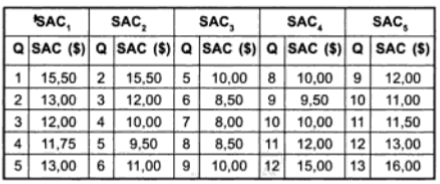 SAC₁ SAC₂ SAC₃ SAC₄ SAC₅
Q SAC ($) Q SAC ($) Q SAC ($) Q SAC ($) Q SAC ($)
1 15,50 2 15,50 5 10,00 8 10,00 9 12,00
2 13,00 3 12,00 6 8,50 9 9,50 10 11,00
3 12,00 4 10,00 7 8,00 10 10,00 11 11,50
4 11,75 5 9,50 8 8,50 11 12,00 12 13,00
5 13,00 6 11,00 9 10,00 12 15,00 13 16,00